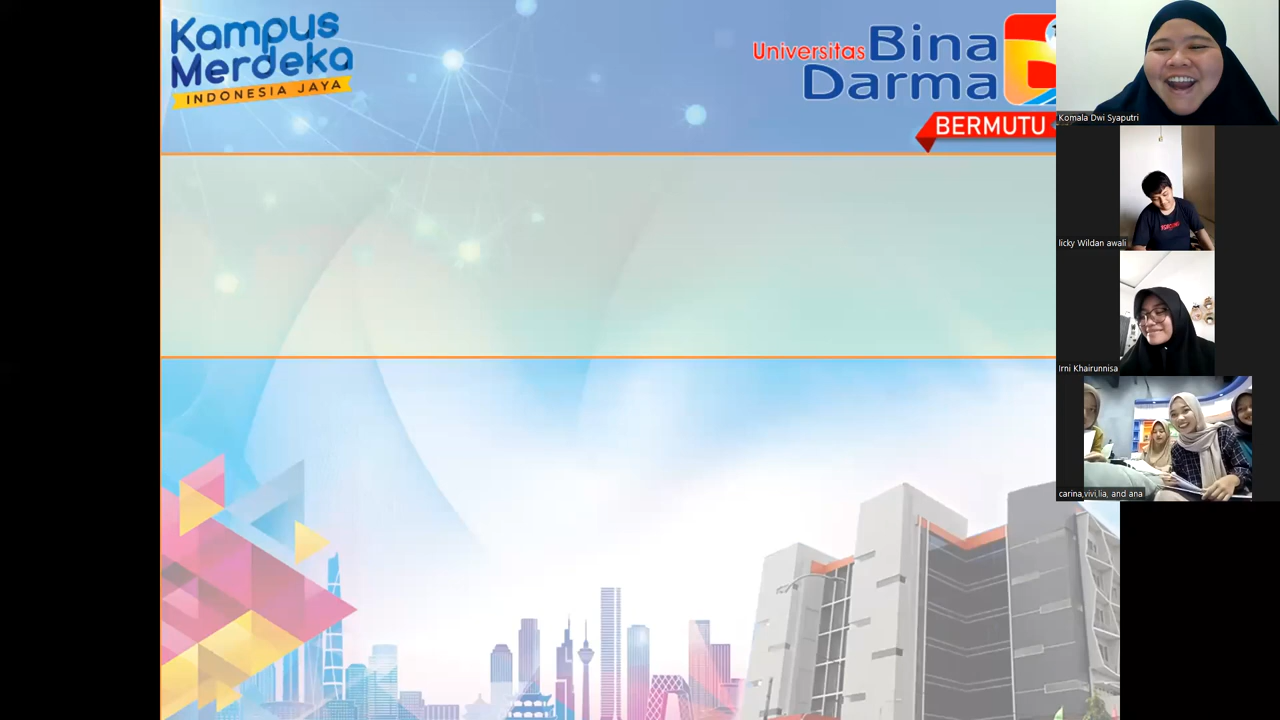 Kampus
Merdeka
INDONESIA JAYA
Universitas Bina
Darma
BERMUTU
Komala Dwi Syaputri
licky Wildan awali
Irni Khairunnisa
carina,vivi,lia, and ana